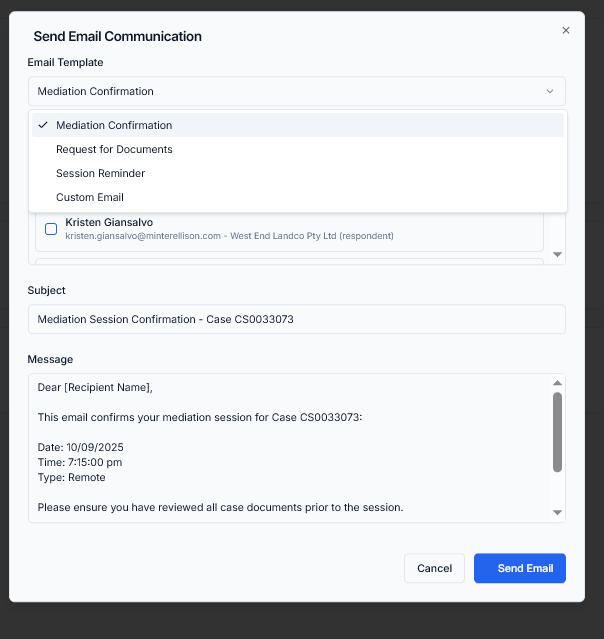 Send Email Communication
Email Template
Mediation Confirmation
Mediation Confirmation
Request for Documents
Session Reminder
Custom Email
Kristen Giansalvo
kristen.giansalvo@minterellison.com - West End Landco Pty Ltd (respondent)
Subject
Mediation Session Confirmation - Case CS0033073
Message
Dear [Recipient Name],
This email confirms your mediation session for Case CS0033073:
Date: 10/09/2025
Time: 7:15:00 pm
Type: Remote
Please ensure you have reviewed all case documents prior to the session.
Cancel
Send Email